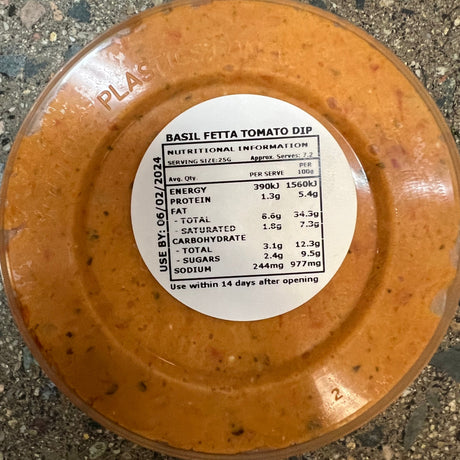 PLAS
BASIL FETTA TOMATO DIP
NUTRITIONAL INFORMATION
SERVING SIZE:25G Approx. Serves: 7.2
Avg. Qty. PER SERVE PER 100G
ENERGY 390kJ 1560kJ
PROTEIN 1.3g 5.4g
FAT
- TOTAL 6.6g 34.3g
- SATURATED 1.8g 7.3g
CARBOHYDRATE
- TOTAL 3.1g 12.3g
- SUGARS 2.4g 9.5g
SODIUM 244mg 977mg
Use within 14 days after opening
USE BY: 06/02/2024
2